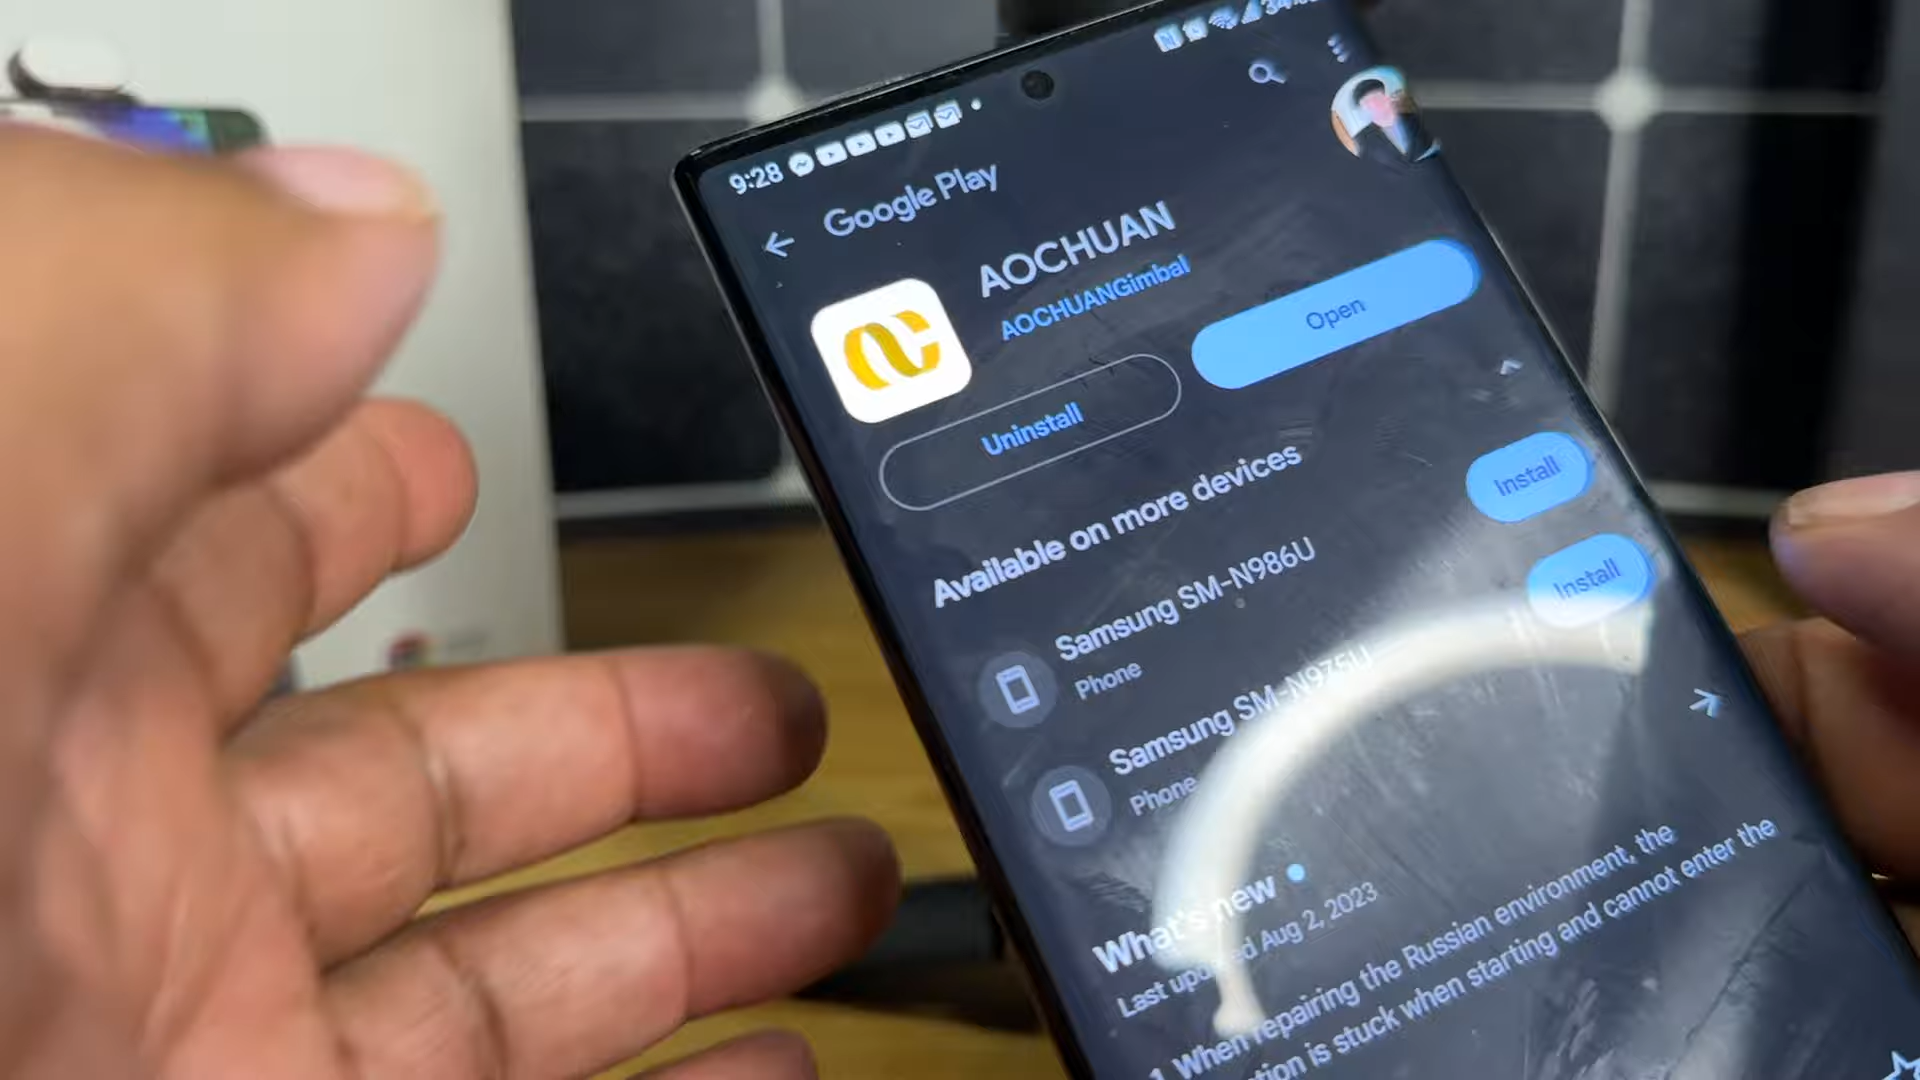 9:28
Google Play
AOCHUAN
AOCHUANGimbal
Open
Uninstall
Available on more devices
Samsung SM-N986U
Phone
Install
Samsung SM-N975U
Phone
Install
What's new
Last updated Aug 2, 2023
1. When repairing the Russian environment, the
is stuck when starting and cannot enter the